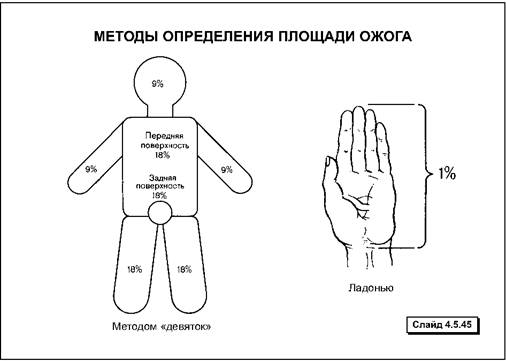 МЕТОДЫ ОПРЕДЕЛЕНИЯ ПЛОЩАДИ ОЖОГА
9%
Передняя
поверхность
18%
9%
9%
Задняя
поверхность
18%
18%
18%
Методом «девяток»
1%
Ладонью
Слайд 4.5.45